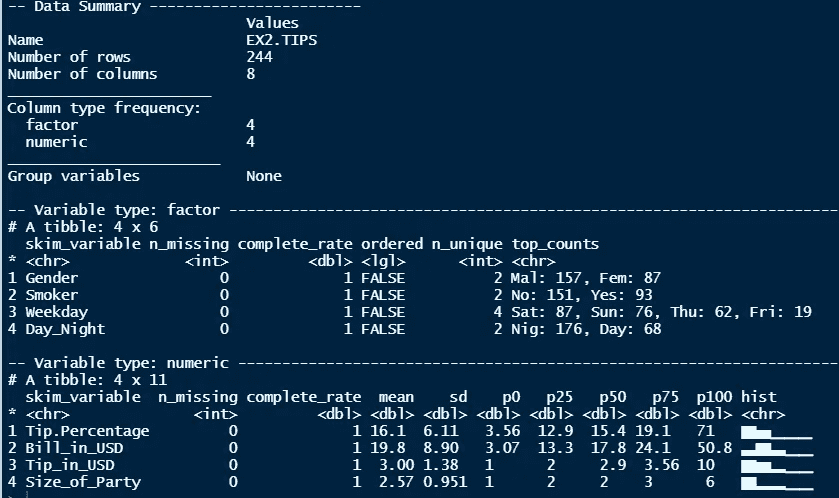 -- Data Summary ------------------------
Values
Name EX2.TIPS
Number of rows 244
Number of columns 8
_______________________
Column type frequency:
factor 4
numeric 4
________________________
Group variables None
-- Variable type: factor ---------------------------------------------------------------------
# A tibble: 4 x 6
skim_variable n_missing complete_rate ordered n_unique top_counts
* <chr> <int> <dbl> <lgl> <int> <chr>
1 Gender 0 1 FALSE 2 Mal: 157, Fem: 87
2 Smoker 0 1 FALSE 2 No: 151, Yes: 93
3 Weekday 0 1 FALSE 4 Sat: 87, Sun: 76, Thu: 62, Fri: 19
4 Day_Night 0 1 FALSE 2 Nig: 176, Day: 68
-- Variable type: numeric --------------------------------------------------------------------
# A tibble: 4 x 11
skim_variable n_missing complete_rate mean sd p0 p25 p50 p75 p100 hist
* <chr> <int> <dbl> <dbl> <dbl> <dbl> <dbl> <dbl> <dbl> <dbl> <chr>
1 Tip.Percentage 0 1 16.1 6.11 3.56 12.9 15.4 19.1 71 ▇▅▁▁▁
2 Bill_in_USD 0 1 19.8 8.90 3.07 13.3 17.8 24.1 50.8 ▃▇▅▁▁
3 Tip_in_USD 0 1 3.00 1.38 1 2 2.9 3.56 10 ▇▅▂▁▁
4 Size_of_Party 0 1 2.57 0.951 1 2 2 3 6 ▇▂▁▁▁